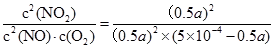 c²(NO₂) / c²(NO)·c(O₂) = (0.5a)² / (0.5a)²×(5×10⁻⁴−0.5a)